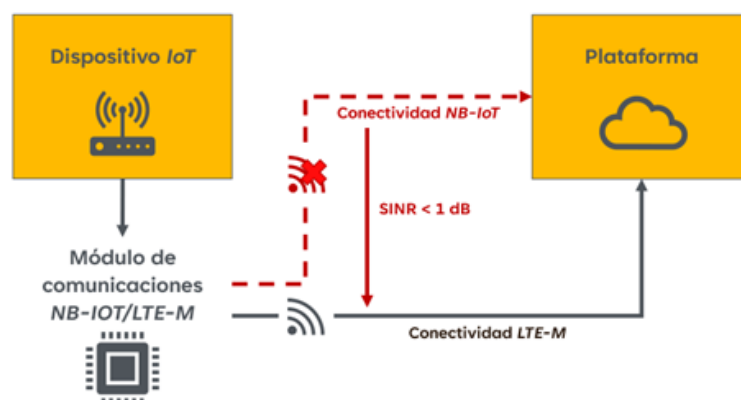 Dispositivo IoT
Plataforma
Conectividad NB-IoT
SINR < 1 dB
Módulo de
comunicaciones
NB-IOT/LTE-M
Conectividad LTE-M